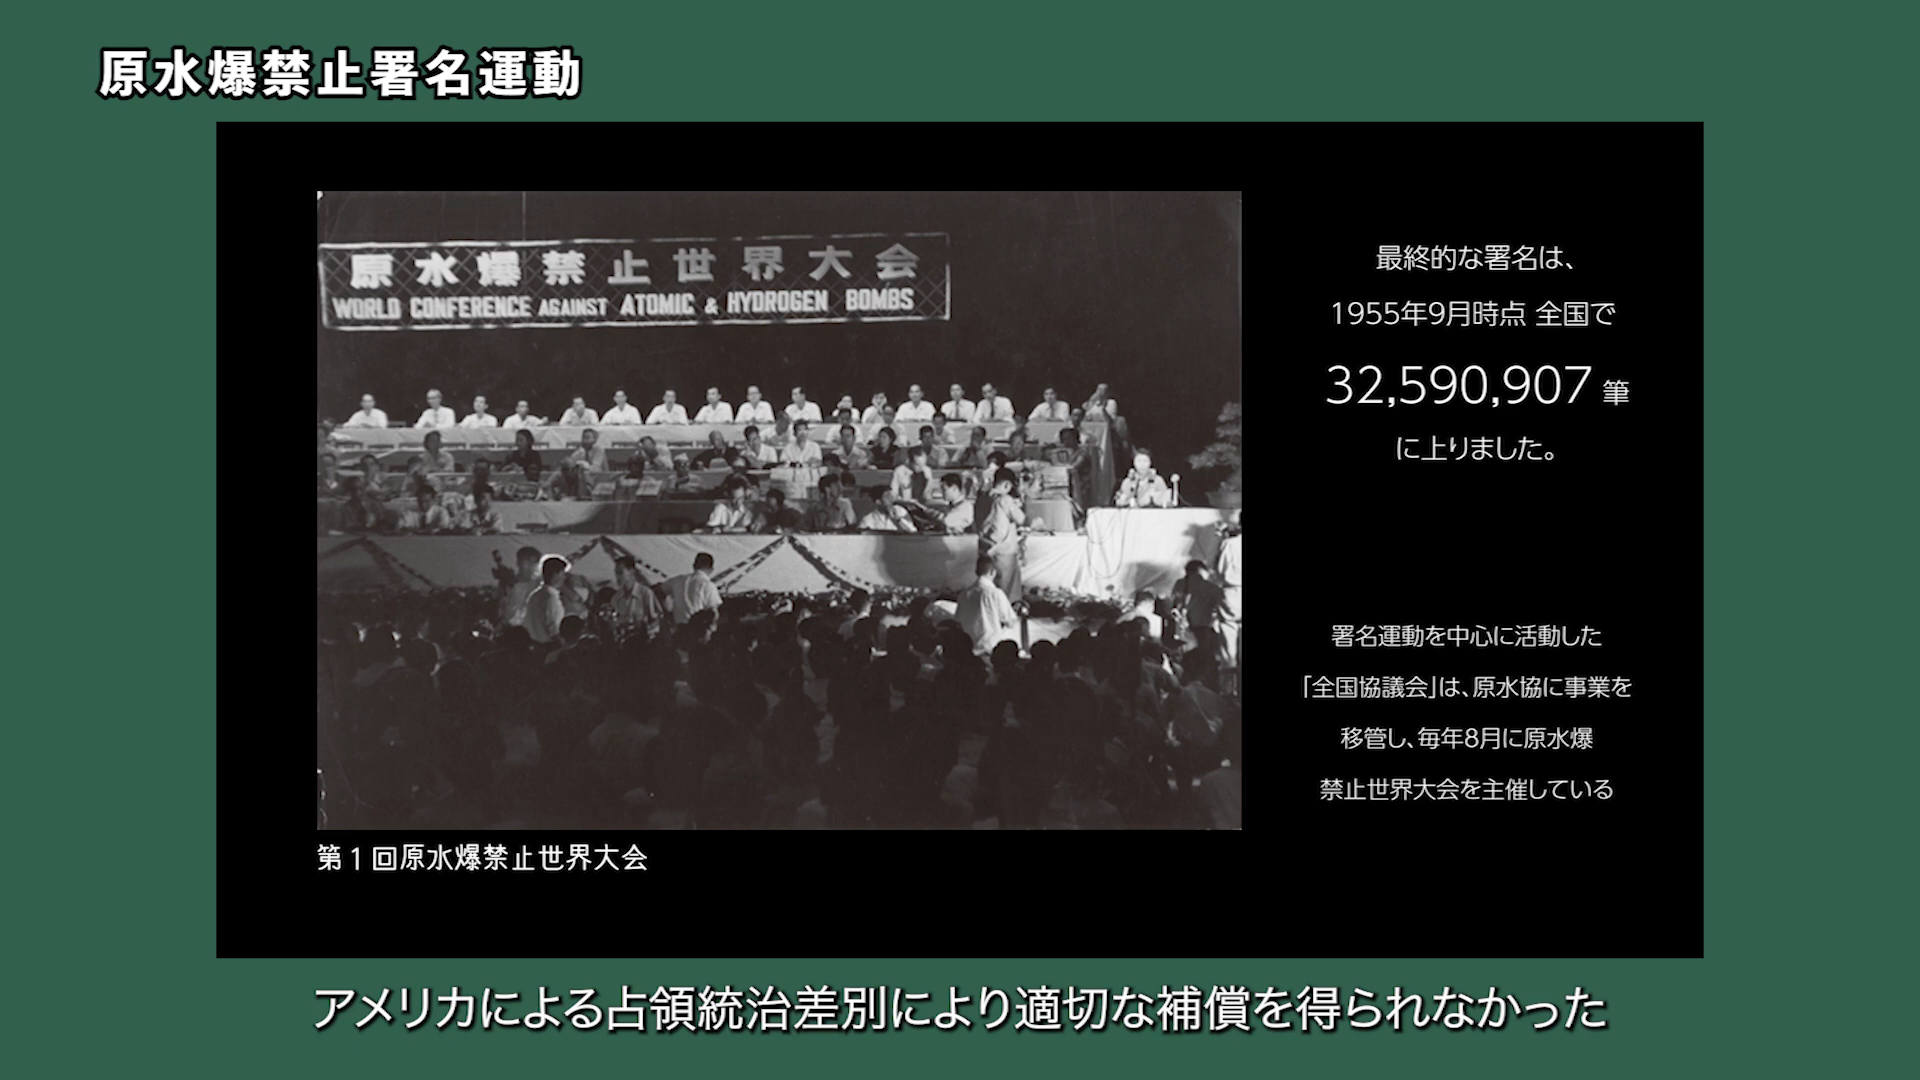 原水爆禁止署名運動
原水爆禁止世界大会
WORLD CONFERENCE AGAINST ATOMIC & HYDROGEN BOMBS
最終的な署名は、
1955年9月時点 全国で
32,590,907 筆
に上りました。
署名運動を中心に活動した
「全国協議会」は、原水協に事業を
移管し、毎年8月に原水爆
禁止世界大会を主催している
第1回原水爆禁止世界大会
アメリカによる占領統治差別により適切な補償を得られなかった